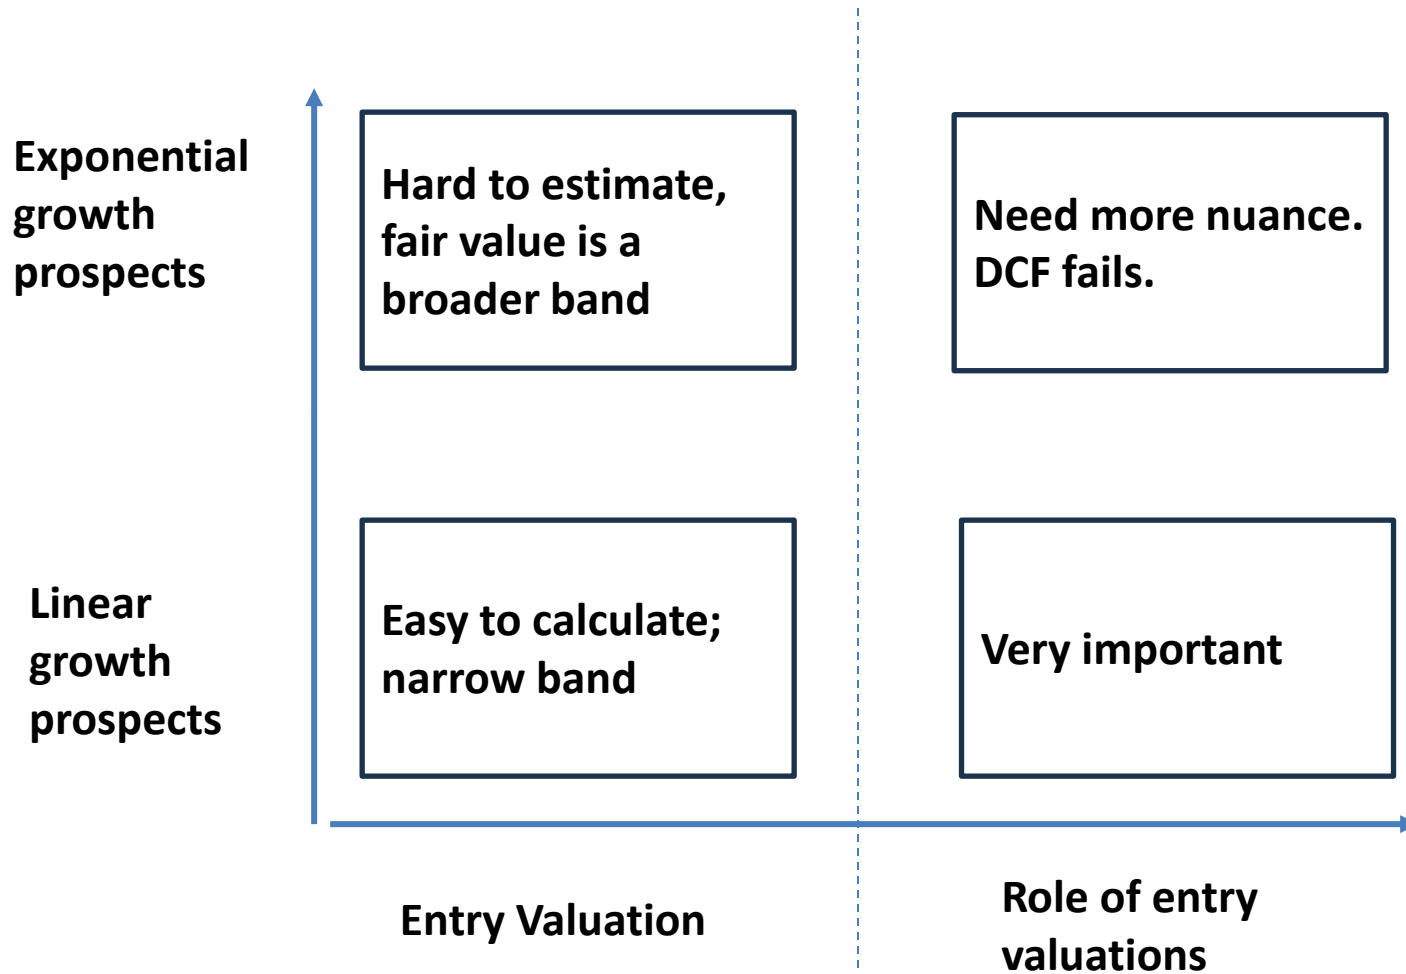 Exponential
growth
prospects
Hard to estimate,
fair value is a
broader band
Need more nuance.
DCF fails.
Linear
growth
prospects
Easy to calculate;
narrow band
Very important
Entry Valuation
Role of entry
valuations